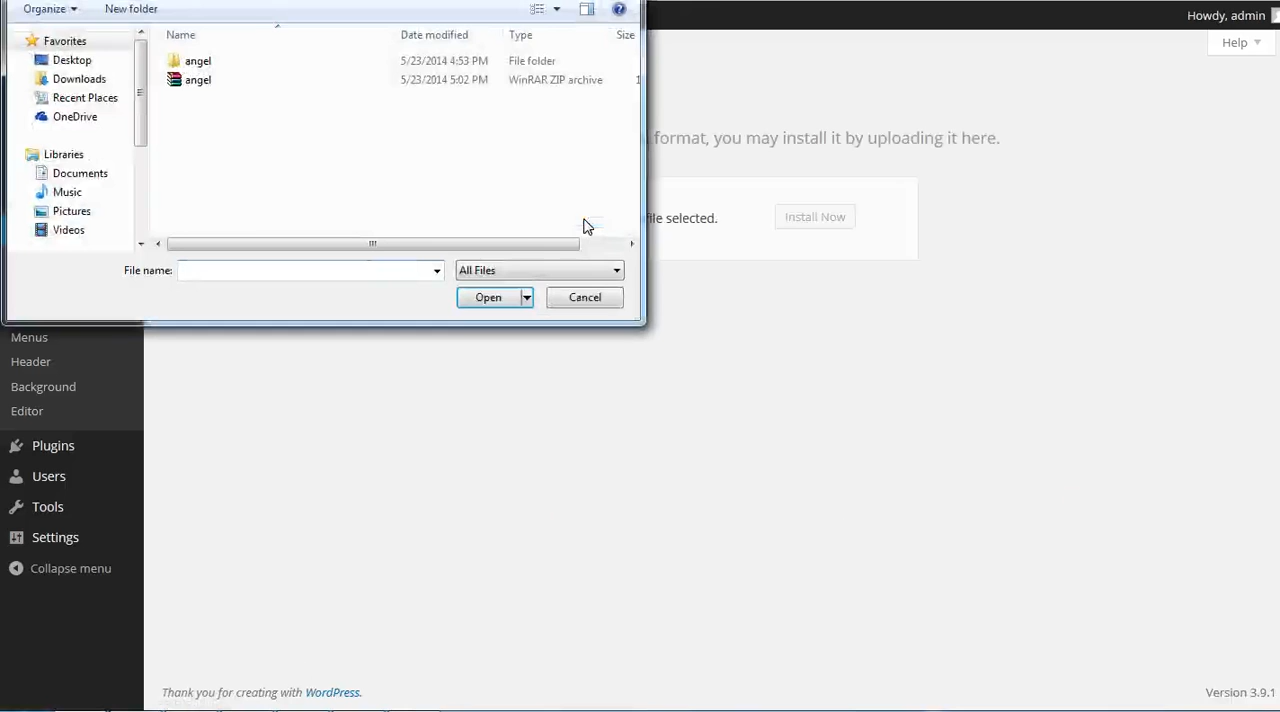 Organize New folder
Howdy, admin
Help
Name Date modified Type Size
Favorites
Desktop
Downloads
Recent Places
OneDrive
Libraries
Documents
Music
Pictures
Videos
angel 5/23/2014 4:53 PM File folder
angel 5/23/2014 5:02 PM WinRAR ZIP archive 1
File name: All Files
Open Cancel
format, you may install it by uploading it here.
file selected. Install Now
Menus
Header
Background
Editor
Plugins
Users
Tools
Settings
Collapse menu
Thank you for creating with WordPress. Version 3.9.1